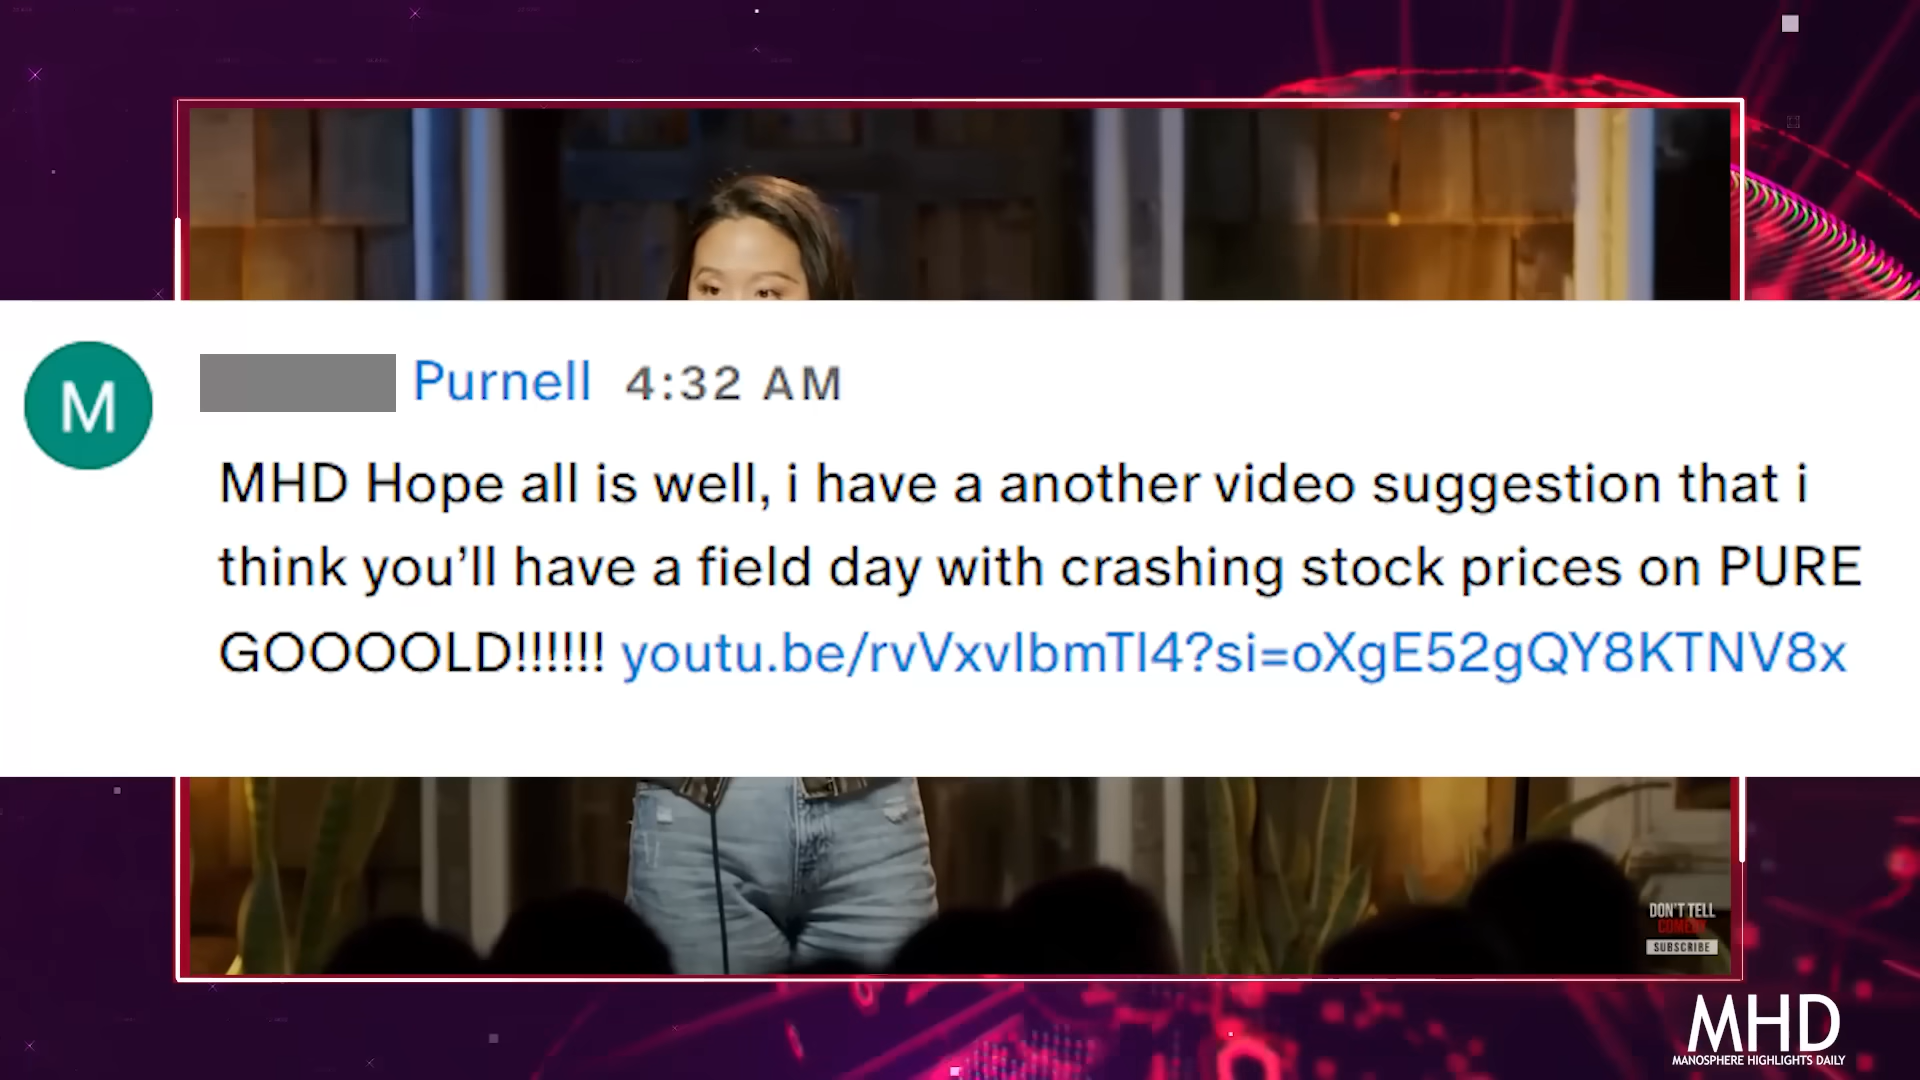 M
Purnell 4:32 AM
MHD Hope all is well, i have a another video suggestion that i
think you'll have a field day with crashing stock prices on PURE
GOOOOLD!!!!!! youtu.be/rvVxvIbmTI4?si=oXgE52gQY8KTNV8x
DON'T TELL
COMEDY
SUBSCRIBE
MHD
MANOSPHERE HIGHLIGHTS DAILY